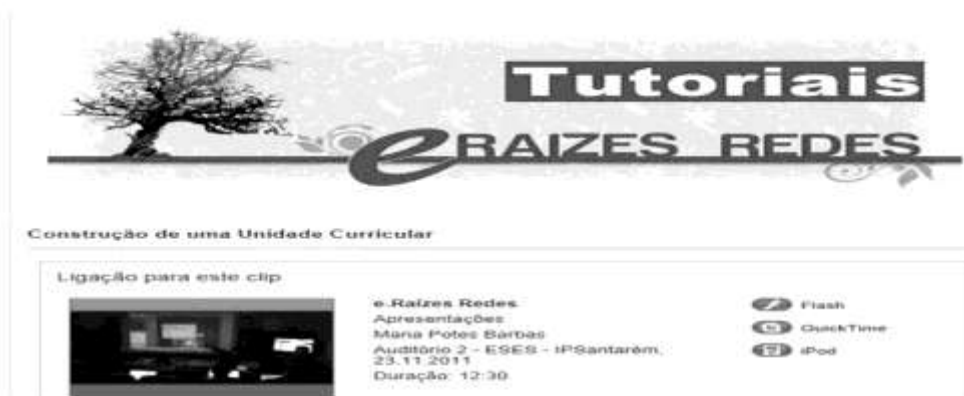 Tutoriais
eRAIZES REDES
Construção de uma Unidade Curricular
Ligação para este clip
e.Raízes Redes
Apresentações
Maria Potes Barbas
Auditório 2 - ESES - IPSantarém,
23.11.2011
Duração: 12:30
Flash
QuickTime
iPod